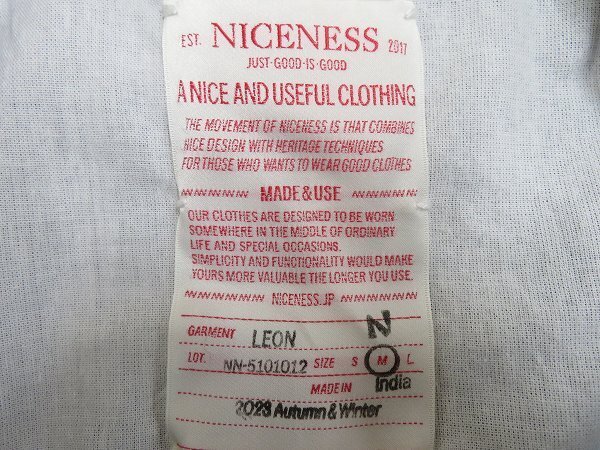 EST. NICENESS 2017
JUST·GOOD·IS·GOOD
A NICE AND USEFUL CLOTHING
THE MOVEMENT OF NICENESS IS THAT COMBINES
NICE DESIGN WITH HERITAGE TECHNIQUES
FOR THOSE WHO WANTS TO WEAR GOOD CLOTHES
MADE & USE
OUR CLOTHES ARE DESIGNED TO BE WORN
SOMEWHERE IN THE MIDDLE OF ORDINARY
LIFE AND SPECIAL OCCASIONS.
SIMPLICITY AND FUNCTIONALITY WOULD MAKE
YOURS MORE VALUABLE THE LONGER YOU USE.
NICENESS.JP
GARMENT LEON N
LOT. NN-5101012 SIZE S M L
MADE IN India
2023 Autumn & Winter